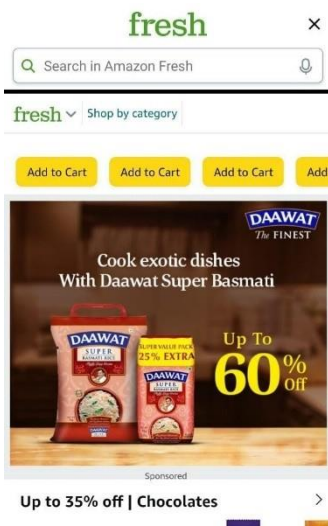 fresh
Search in Amazon Fresh
fresh Shop by category
Add to Cart Add to Cart Add to Cart Add
DAAWAT
The FINEST
Cook exotic dishes
With Daawat Super Basmati
Up To
60% Off
DAAWAT
SUPER
BASMATI RICE
SUPER VALUE PACK
25% EXTRA
DAAWAT
SUPER
BASMATI RICE
Sponsored
Up to 35% off | Chocolates